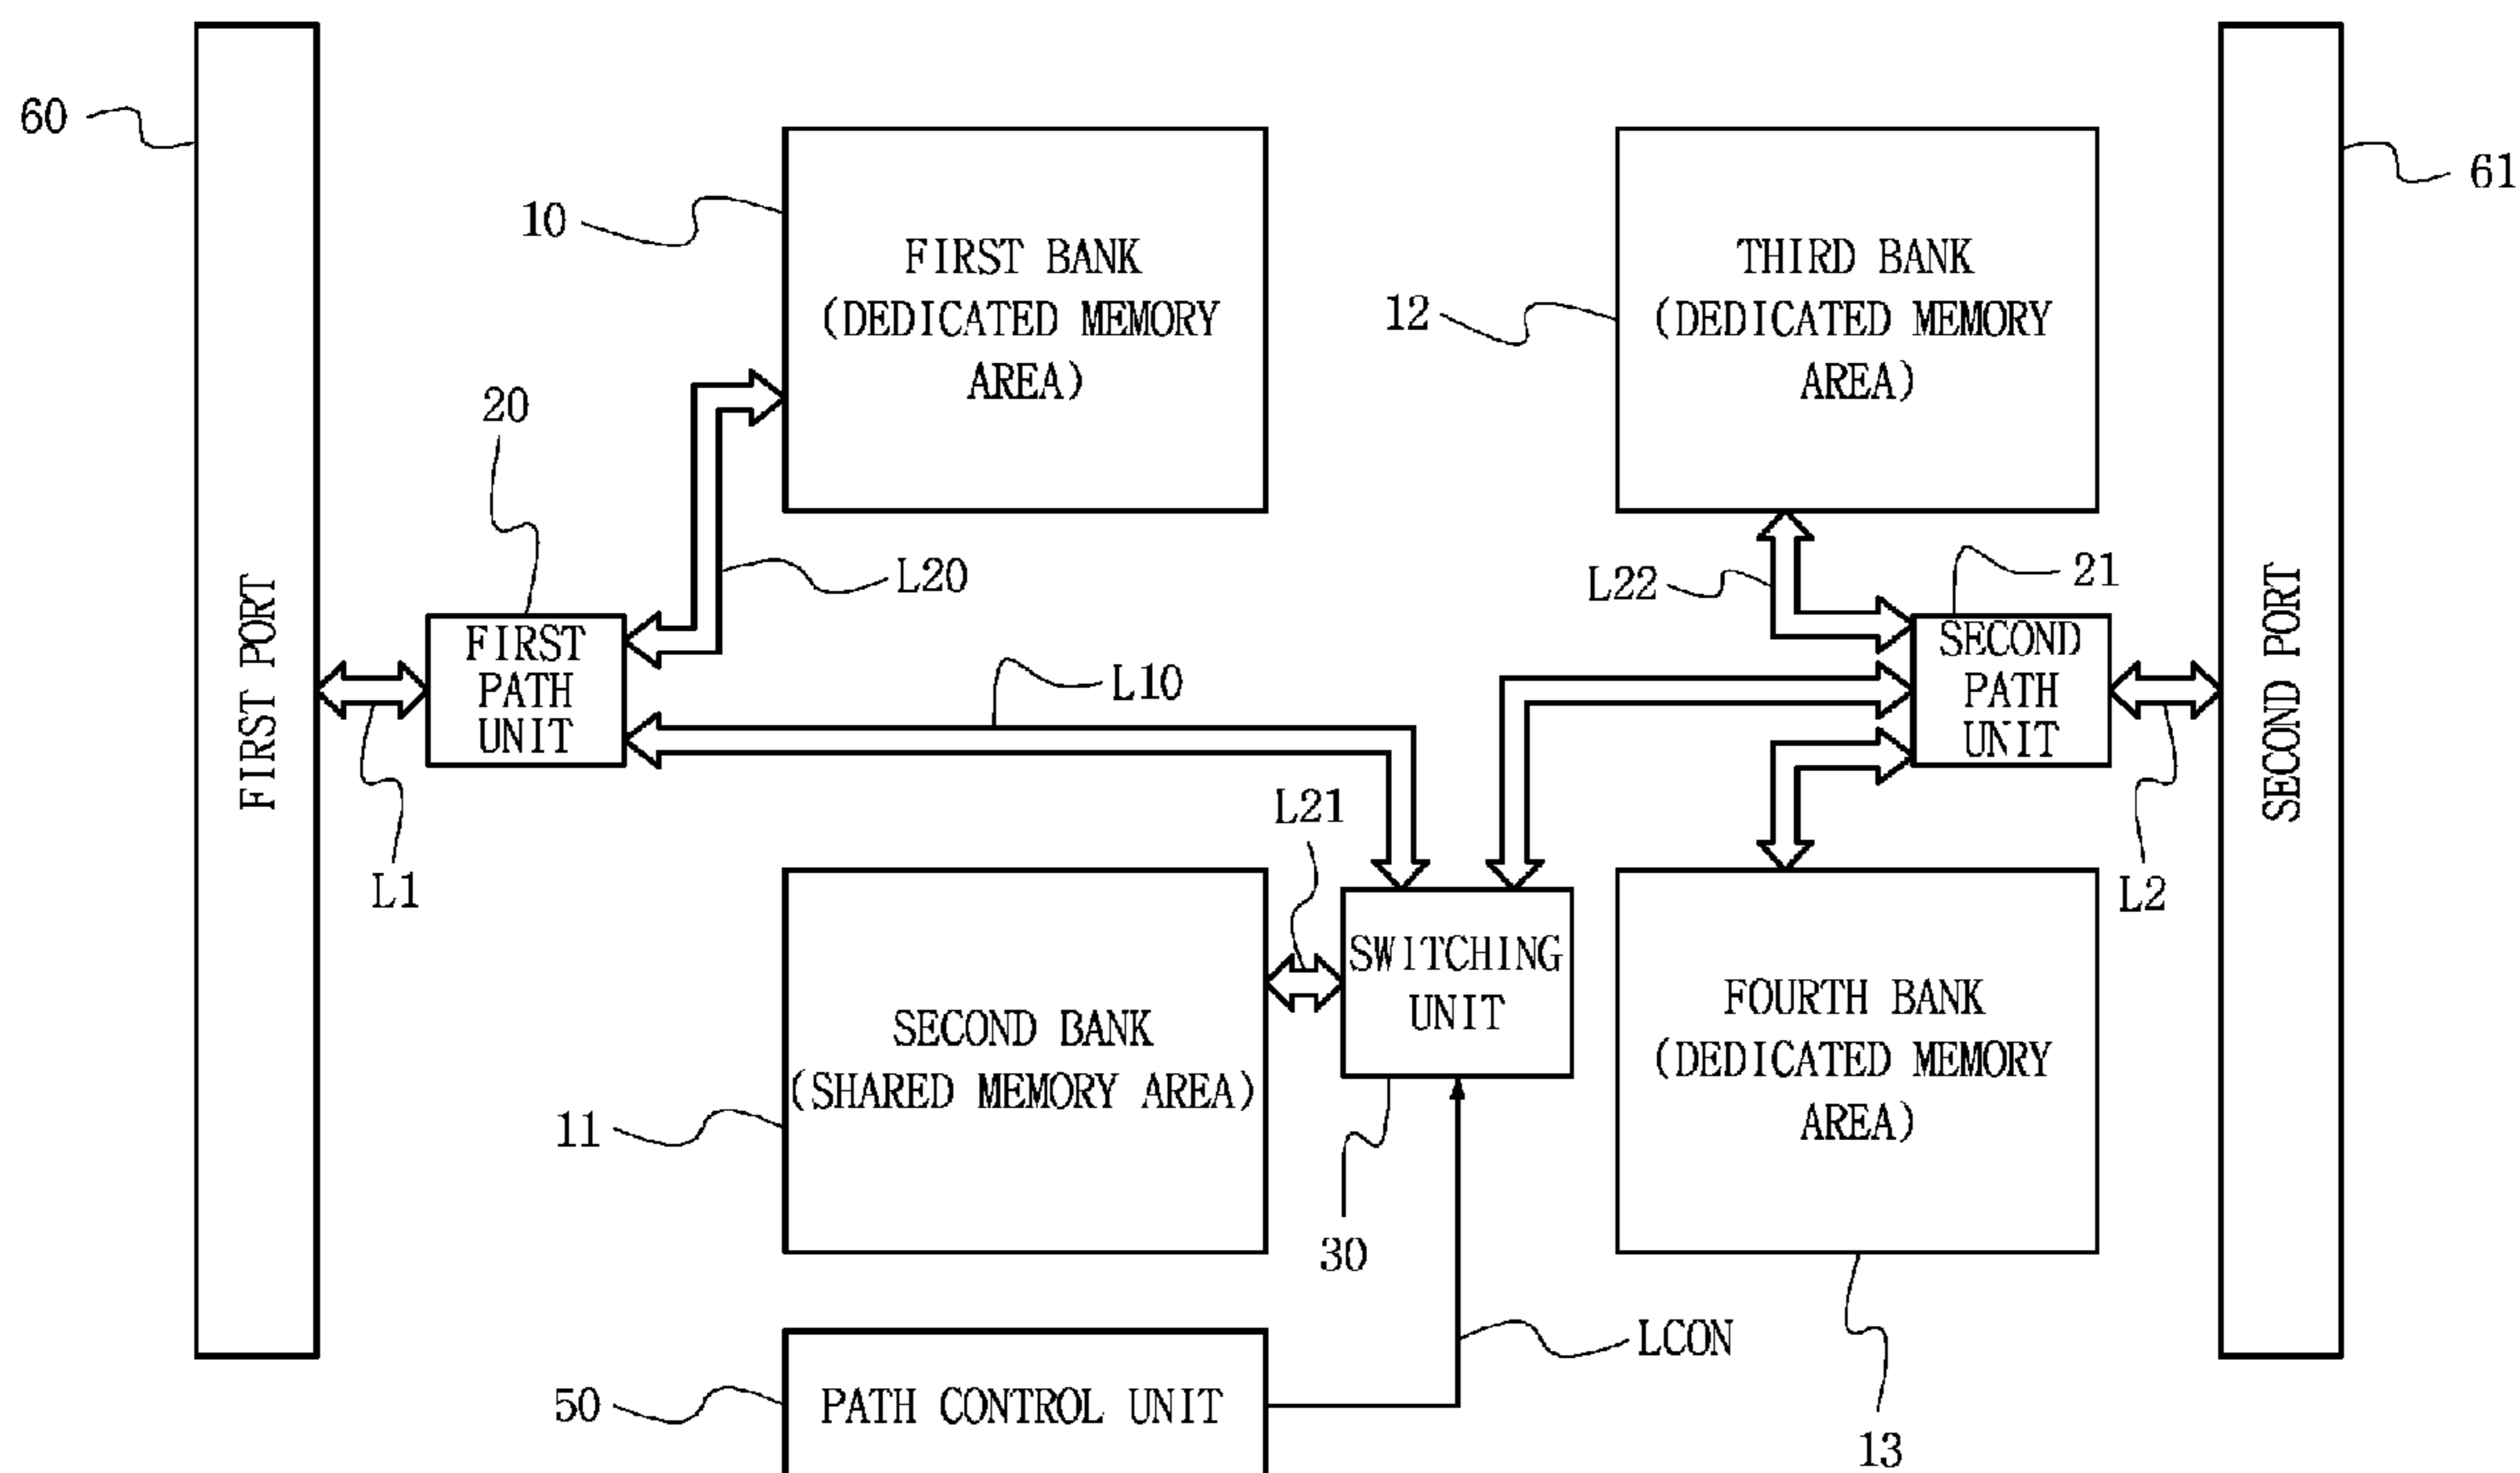 60
FIRST PORT
10
FIRST BANK
(DEDICATED MEMORY
AREA)
12
THIRD BANK
(DEDICATED MEMORY
AREA)
61
SECOND PORT
20
FIRST
PATH
UNIT
L20
L22
21
SECOND
PATH
UNIT
L10
L1
L21
L2
SECOND BANK
(SHARED MEMORY AREA)
11
SWITCHING
UNIT
30
FOURTH BANK
(DEDICATED MEMORY
AREA)
13
LCON
50
PATH CONTROL UNIT